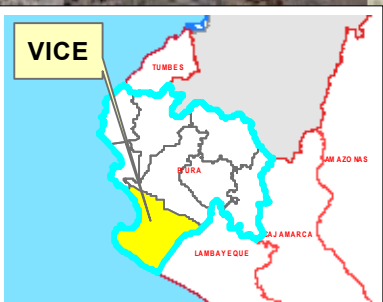 VICE
TUMBES
PIURA
AMAZONAS
CAJAMARCA
LAMBAYEQUE